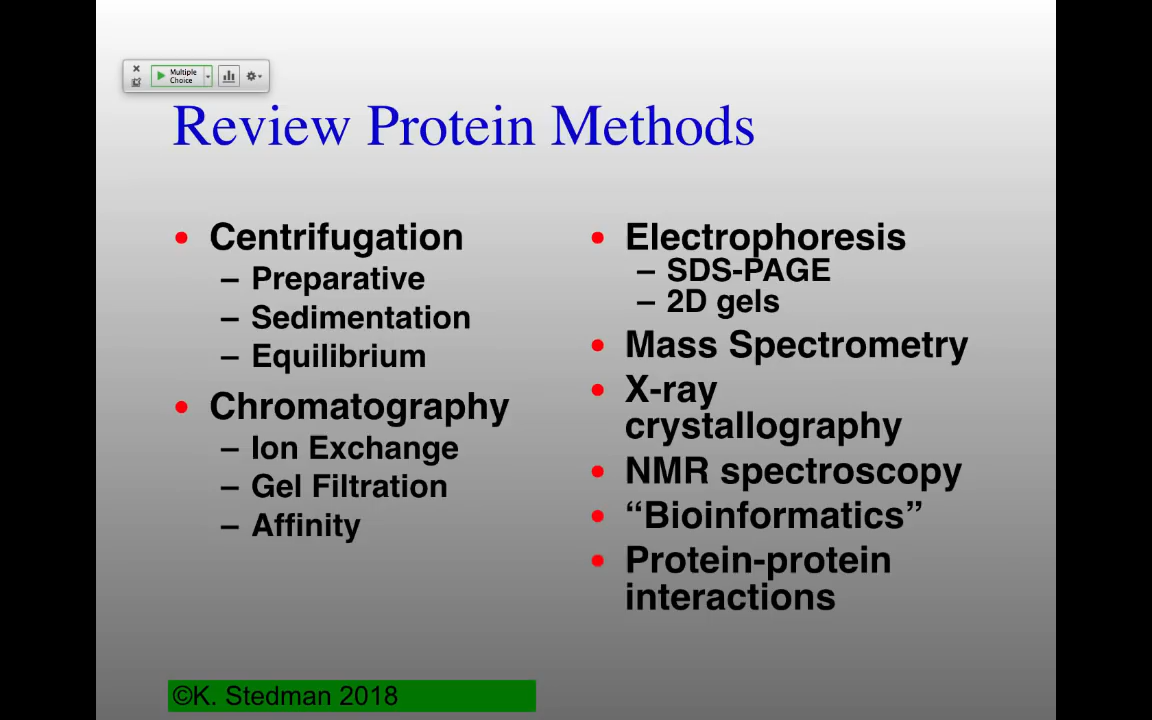 Multiple
Choice
Review Protein Methods
• Centrifugation
– Preparative
– Sedimentation
– Equilibrium
• Chromatography
– Ion Exchange
– Gel Filtration
– Affinity
• Electrophoresis
– SDS-PAGE
– 2D gels
• Mass Spectrometry
• X-ray
crystallography
• NMR spectroscopy
• “Bioinformatics”
• Protein-protein
interactions
©K. Stedman 2018